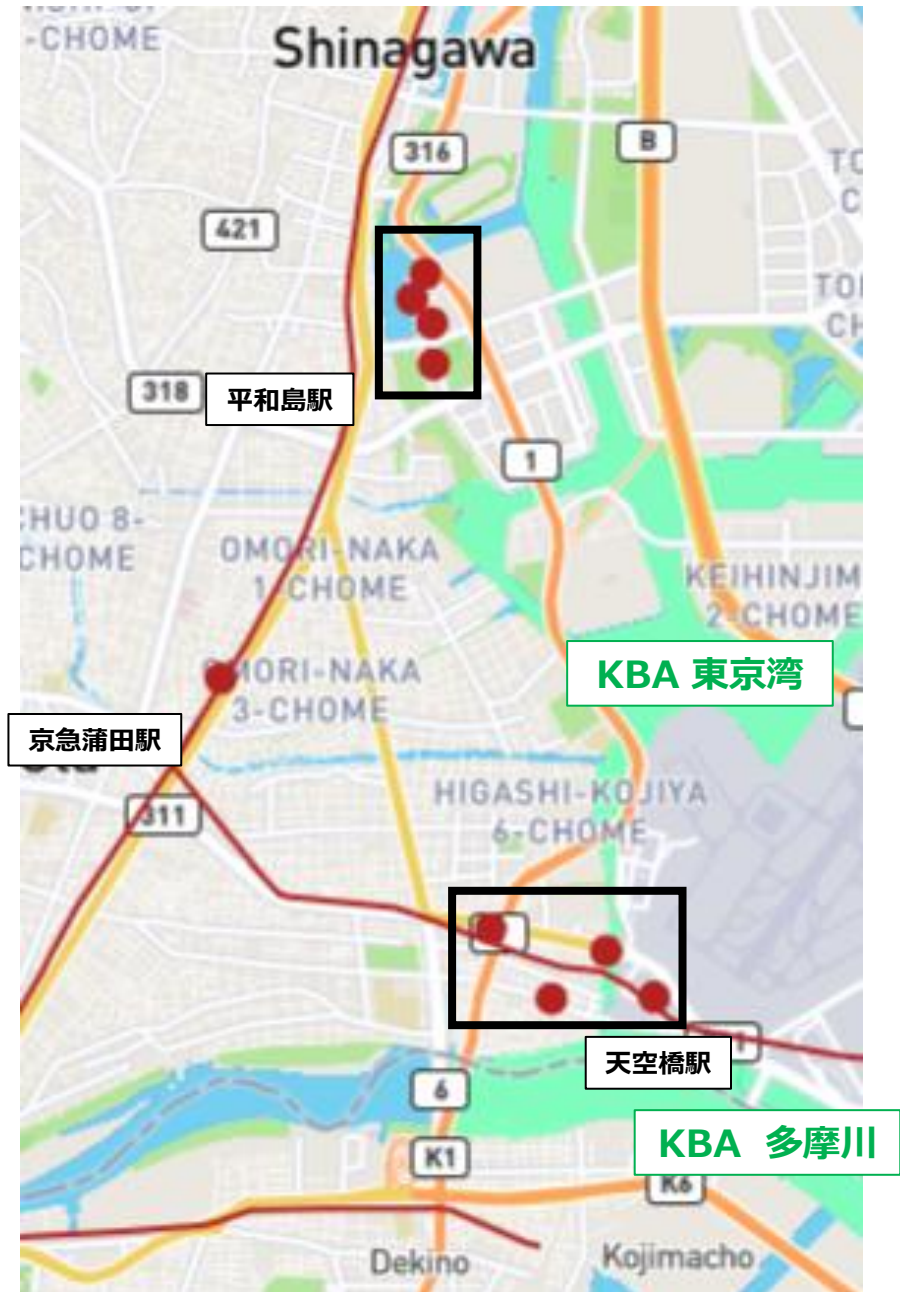 -CHOME
Shinagawa
316
B
421
318
平和島駅
1
CHUO 8-
CHOME
OMORI-NAKA
1-CHOME
KEIHINJIM
2-CHOME
KBA 東京湾
OMORI-NAKA
3-CHOME
京急蒲田駅
311
HIGASHI-KOJIYA
6-CHOME
天空橋駅
6
KBA 多摩川
K1
K6
Dekino
Kojimacho